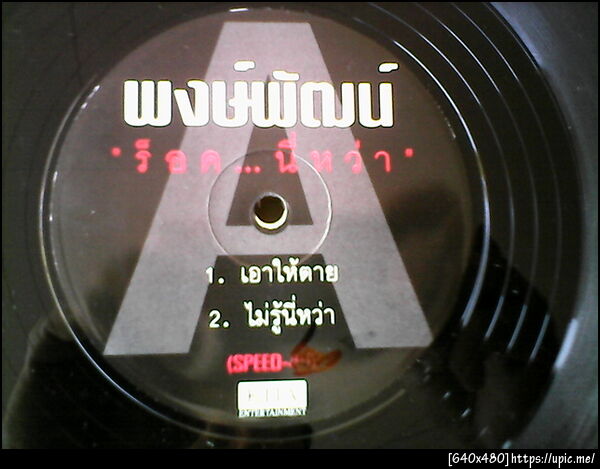 A
พงษ์พัฒน์
"ร็อค...นี่หว่า"
1. เอาให้ตาย
2. ไม่รู้นี่หว่า
(SPEED-
ENTERTAINMENT
[640x480]https://upic.me/